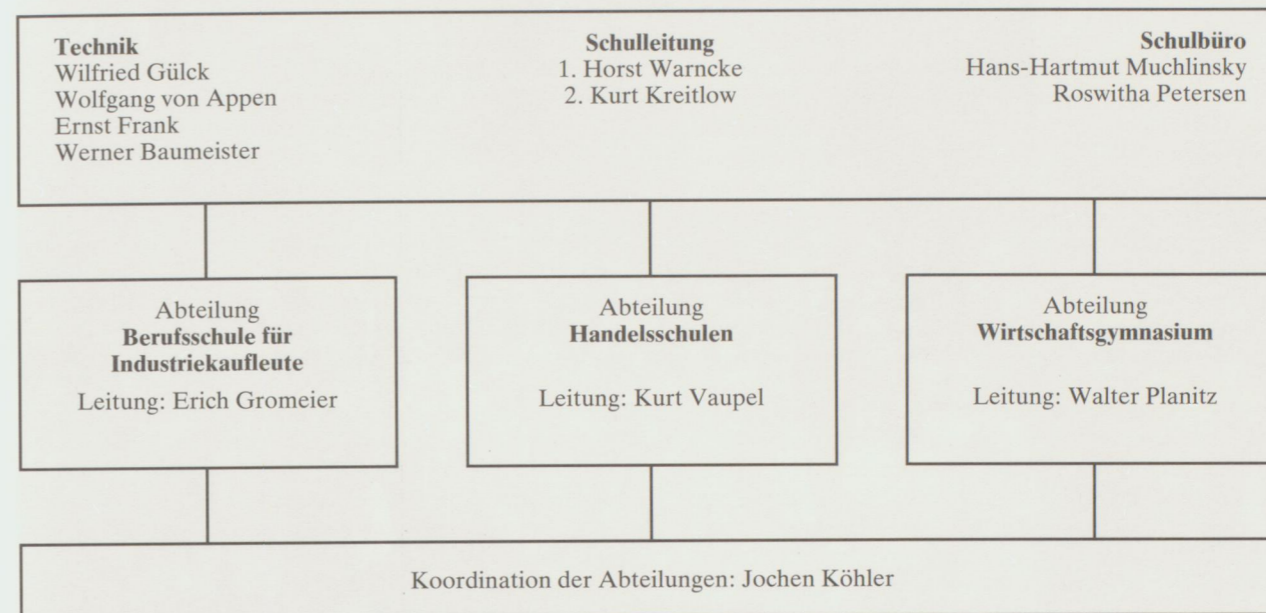 Technik
Wilfried Gülck
Wolfgang von Appen
Ernst Frank
Werner Baumeister
Schulleitung
1. Horst Warncke
2. Kurt Kreitlow
Schulbüro
Hans-Hartmut Muchlinsky
Roswitha Petersen
Abteilung
Berufsschule für
Industriekaufleute
Leitung: Erich Gromeier
Abteilung
Handelsschulen
Leitung: Kurt Vaupel
Abteilung
Wirtschaftsgymnasium
Leitung: Walter Planitz
Koordination der Abteilungen: Jochen Köhler